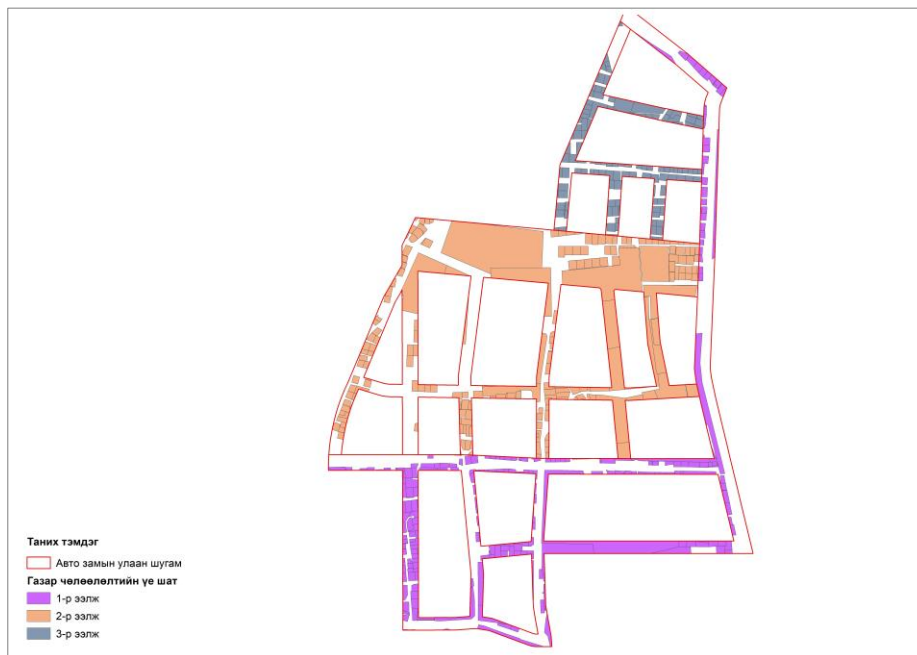 Таних тэмдэг
Авто замын улаан шугам
Газар чөлөөлөлтийн үе шат
1-р ээлж
2-р ээлж
3-р ээлж